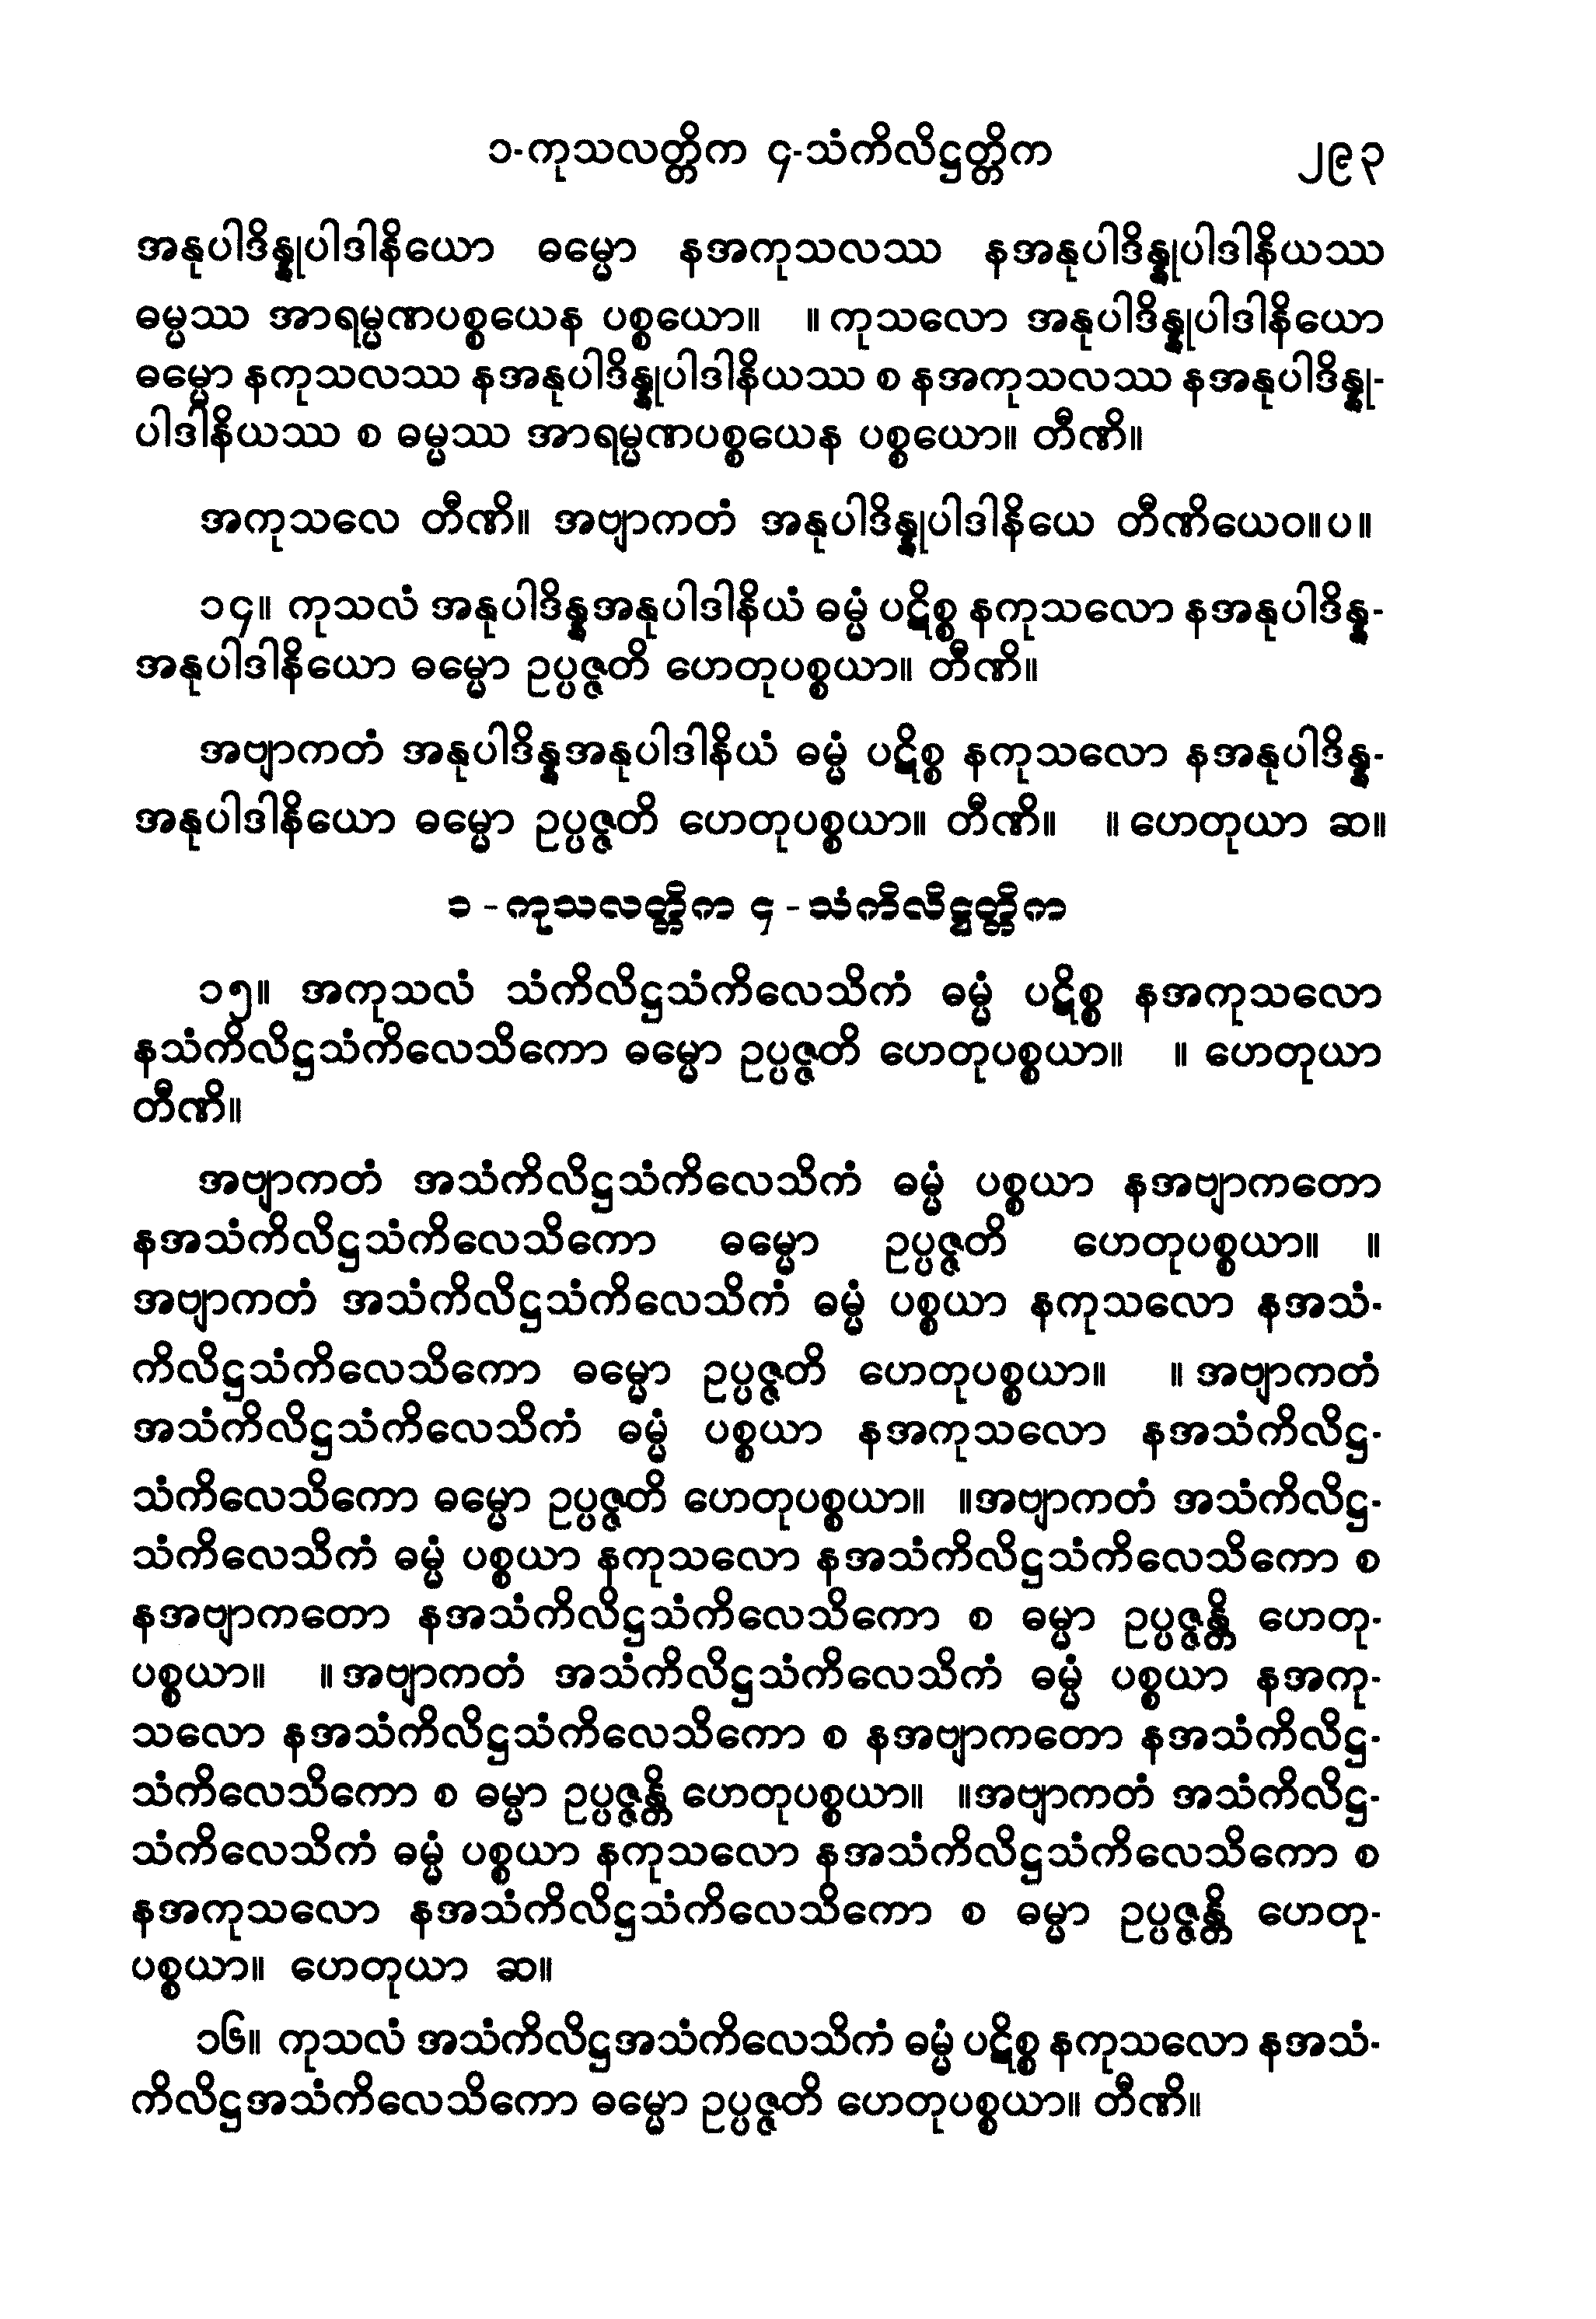 ၁-ကုသလတ္တိက ၄-သံကိလိဋ္ဌတ္တိက ၂၉၃
အနုပါဒိန္နုပါဒါနိယော ဓမ္မော နအကုသလဿ နအနုပါဒိန္နုပါဒါနိယဿ
ဓမ္မဿ အာရမ္မဏပစ္စယေန ပစ္စယော။ ။ ကုသလော အနုပါဒိန္နုပါဒါနိယော
ဓမ္မော နကုသလဿ နအနုပါဒိန္နုပါဒါနိယဿ စ နအကုသလဿ နအနုပါဒိန္နု-
ပါဒါနိယဿ စ ဓမ္မဿ အာရမ္မဏပစ္စယေန ပစ္စယော။ တီဏိ။
အကုသလေ တီဏိ။ အဗျာကတံ အနုပါဒိန္နုပါဒါနိယေ တီဏိယေဝ။ပ။
၁၄။ ကုသလံ အနုပါဒိန္နအနုပါဒါနိယံ ဓမ္မံ ပဋိစ္စ နကုသလော နအနုပါဒိန္န-
အနုပါဒါနိယော ဓမ္မော ဥပ္ပဇ္ဇတိ ဟေတုပစ္စယာ။ တီဏိ။
အဗျာကတံ အနုပါဒိန္နအနုပါဒါနိယံ ဓမ္မံ ပဋိစ္စ နကုသလော နအနုပါဒိန္န-
အနုပါဒါနိယော ဓမ္မော ဥပ္ပဇ္ဇတိ ဟေတုပစ္စယာ။ တီဏိ။ ။ ဟေတုယာ ဆ။
၁ - ကုသလတ္တိက ၄ - သံကိလိဋ္ဌတ္တိက
၁၅။ အကုသလံ သံကိလိဋ္ဌသံကိလေသိကံ ဓမ္မံ ပဋိစ္စ နအကုသလော
နသံကိလိဋ္ဌသံကိလေသိကော ဓမ္မော ဥပ္ပဇ္ဇတိ ဟေတုပစ္စယာ။ ။ ဟေတုယာ
တီဏိ။
အဗျာကတံ အသံကိလိဋ္ဌသံကိလေသိကံ ဓမ္မံ ပစ္စယာ နအဗျာကတော
နအသံကိလိဋ္ဌသံကိလေသိကော ဓမ္မော ဥပ္ပဇ္ဇတိ ဟေတုပစ္စယာ။ ။
အဗျာကတံ အသံကိလိဋ္ဌသံကိလေသိကံ ဓမ္မံ ပစ္စယာ နကုသလော နအသံ-
ကိလိဋ္ဌသံကိလေသိကော ဓမ္မော ဥပ္ပဇ္ဇတိ ဟေတုပစ္စယာ။ ။ အဗျာကတံ
အသံကိလိဋ္ဌသံကိလေသိကံ ဓမ္မံ ပစ္စယာ နအကုသလော နအသံကိလိဋ္ဌ-
သံကိလေသိကော ဓမ္မော ဥပ္ပဇ္ဇတိ ဟေတုပစ္စယာ။ ။အဗျာကတံ အသံကိလိဋ္ဌ-
သံကိလေသိကံ ဓမ္မံ ပစ္စယာ နကုသလော နအသံကိလိဋ္ဌသံကိလေသိကော စ
နအဗျာကတော နအသံကိလိဋ္ဌသံကိလေသိကော စ ဓမ္မာ ဥပ္ပဇ္ဇန္တိ ဟေတု-
ပစ္စယာ။ ။ အဗျာကတံ အသံကိလိဋ္ဌသံကိလေသိကံ ဓမ္မံ ပစ္စယာ နအကု-
သလော နအသံကိလိဋ္ဌသံကိလေသိကော စ နအဗျာကတော နအသံကိလိဋ္ဌ-
သံကိလေသိကော စ ဓမ္မာ ဥပ္ပဇ္ဇန္တိ ဟေတုပစ္စယာ။ ။အဗျာကတံ အသံကိလိဋ္ဌ-
သံကိလေသိကံ ဓမ္မံ ပစ္စယာ နကုသလော နအသံကိလိဋ္ဌသံကိလေသိကော စ
နအကုသလော နအသံကိလိဋ္ဌသံကိလေသိကော စ ဓမ္မာ ဥပ္ပဇ္ဇန္တိ ဟေတု-
ပစ္စယာ။ ဟေတုယာ ဆ။
၁၆။ ကုသလံ အသံကိလိဋ္ဌအသံကိလေသိကံ ဓမ္မံ ပဋိစ္စ နကုသလော နအသံ-
ကိလိဋ္ဌအသံကိလေသိကော ဓမ္မော ဥပ္ပဇ္ဇတိ ဟေတုပစ္စယာ။ တီဏိ။